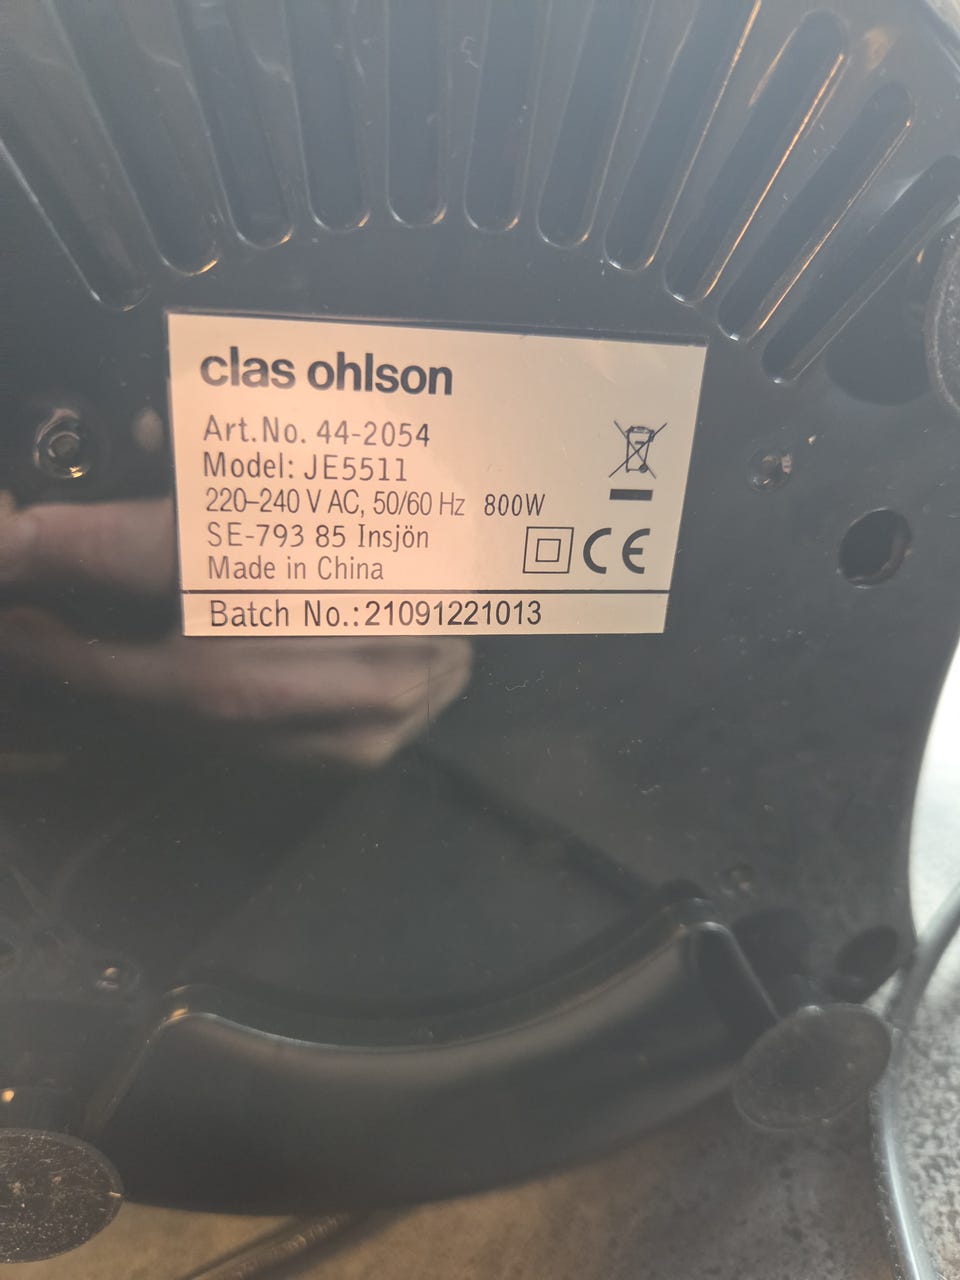 clas ohlson
Art.No. 44-2054
Model: JE5511
220–240 V AC, 50/60 Hz 800W
SE-793 85 Insjön
Made in China
CE
Batch No.:21091221013